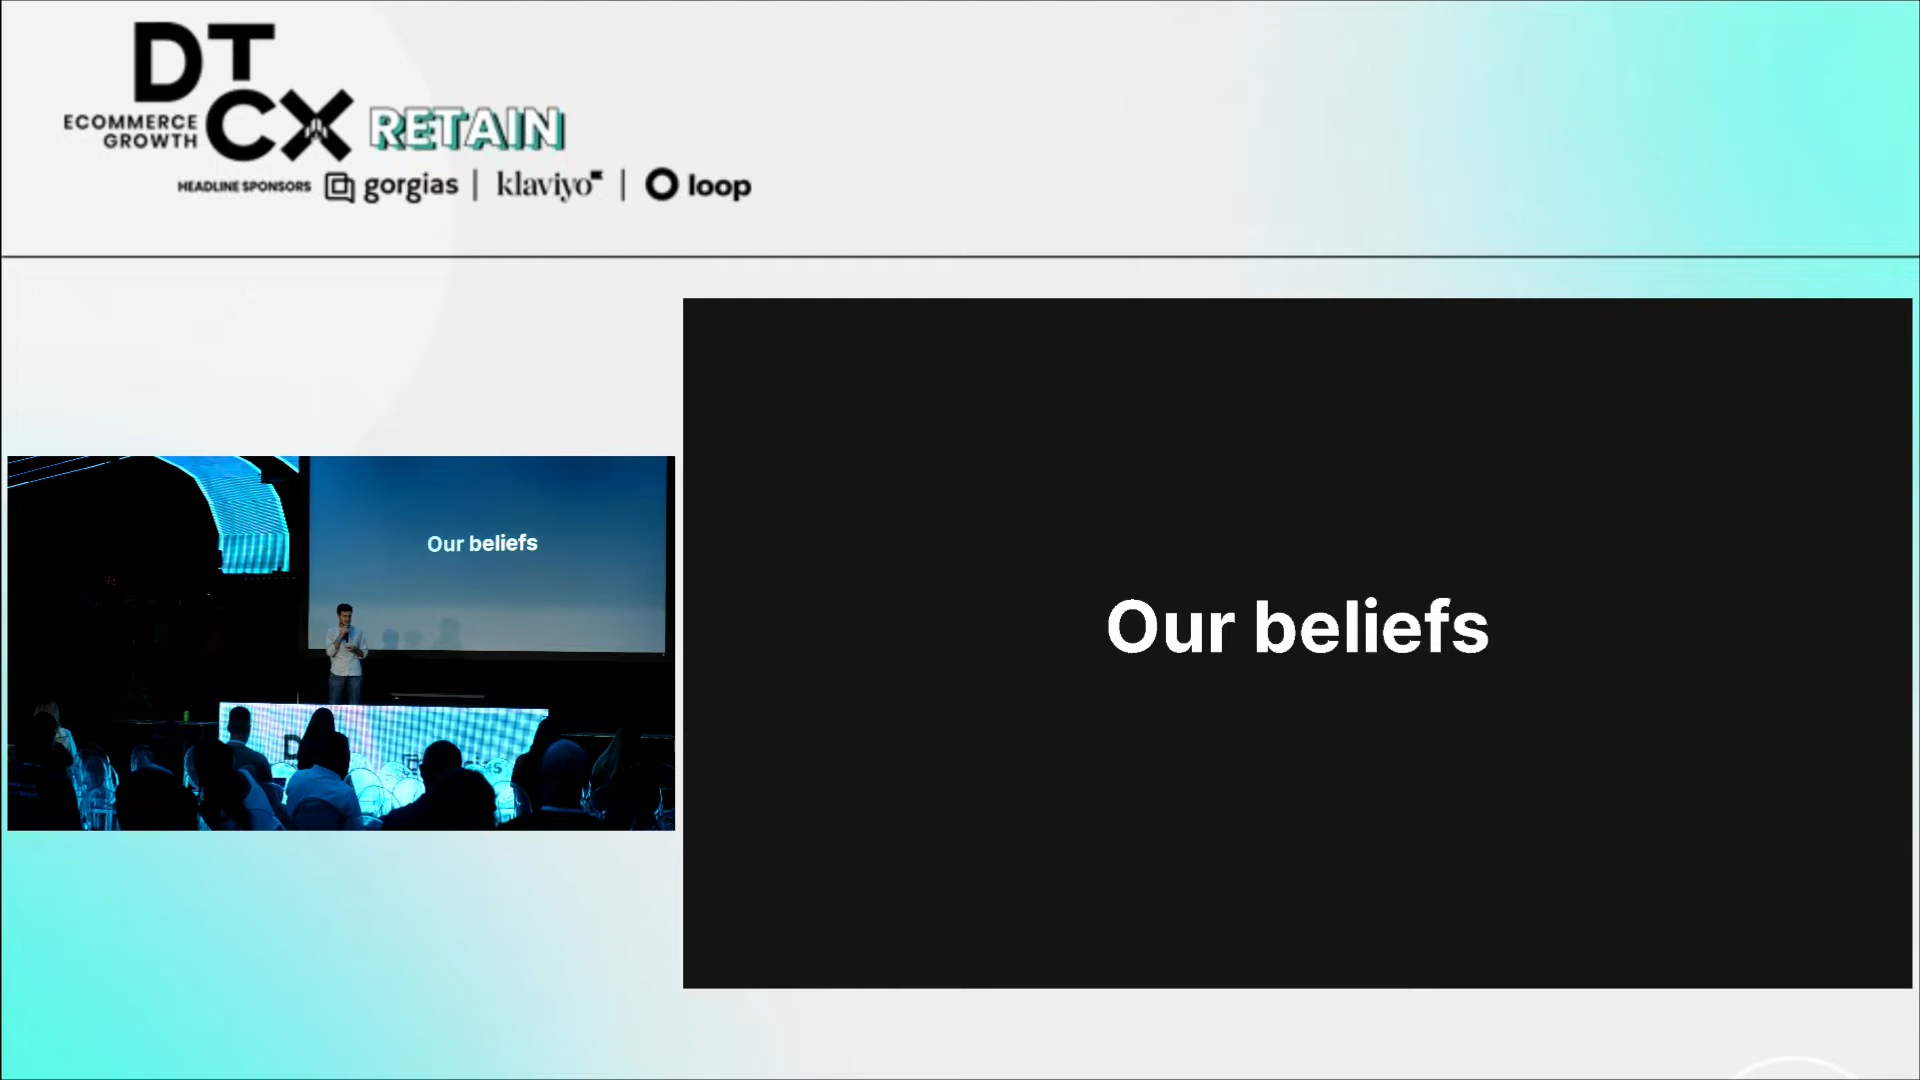 DT
CX
ECOMMERCE
GROWTH
RETAIN
HEADLINE SPONSORS gorgias | klaviyo | loop
Our beliefs
Our beliefs